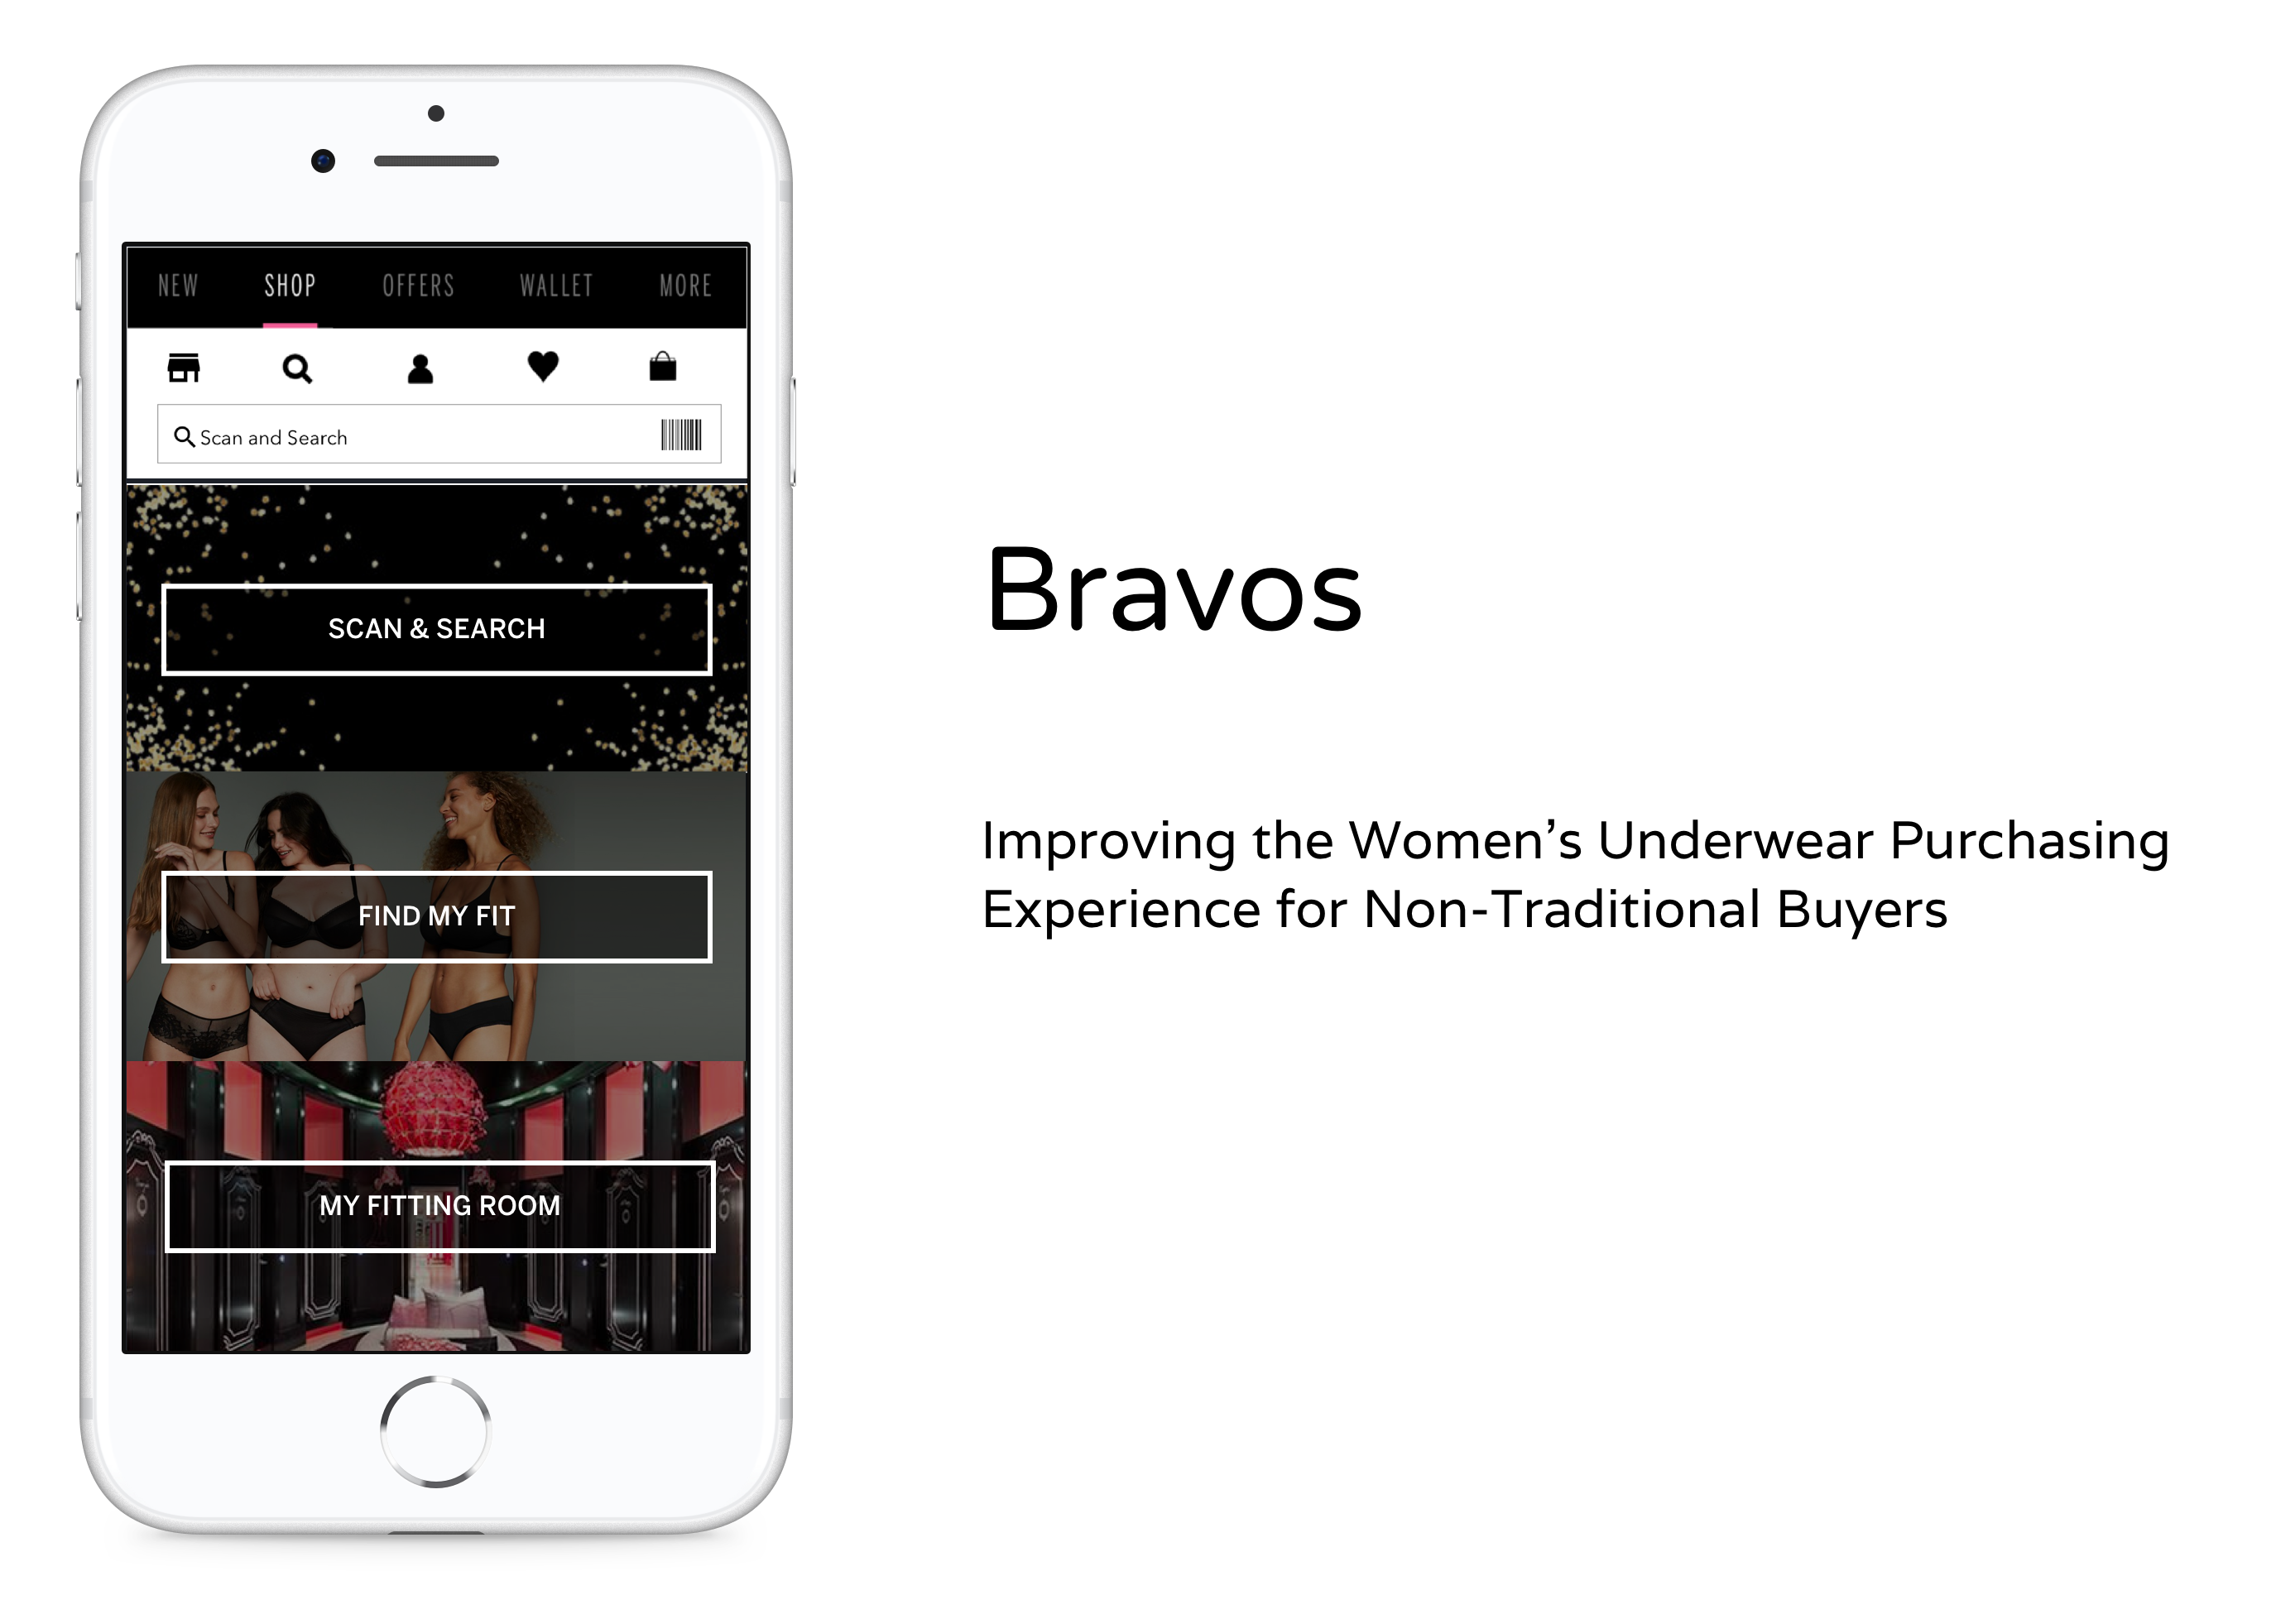 NEW SHOP OFFERS WALLET MORE
Scan and Search
SCAN & SEARCH
FIND MY FIT
MY FITTING ROOM
Bravos
Improving the Women’s Underwear Purchasing
Experience for Non-Traditional Buyers